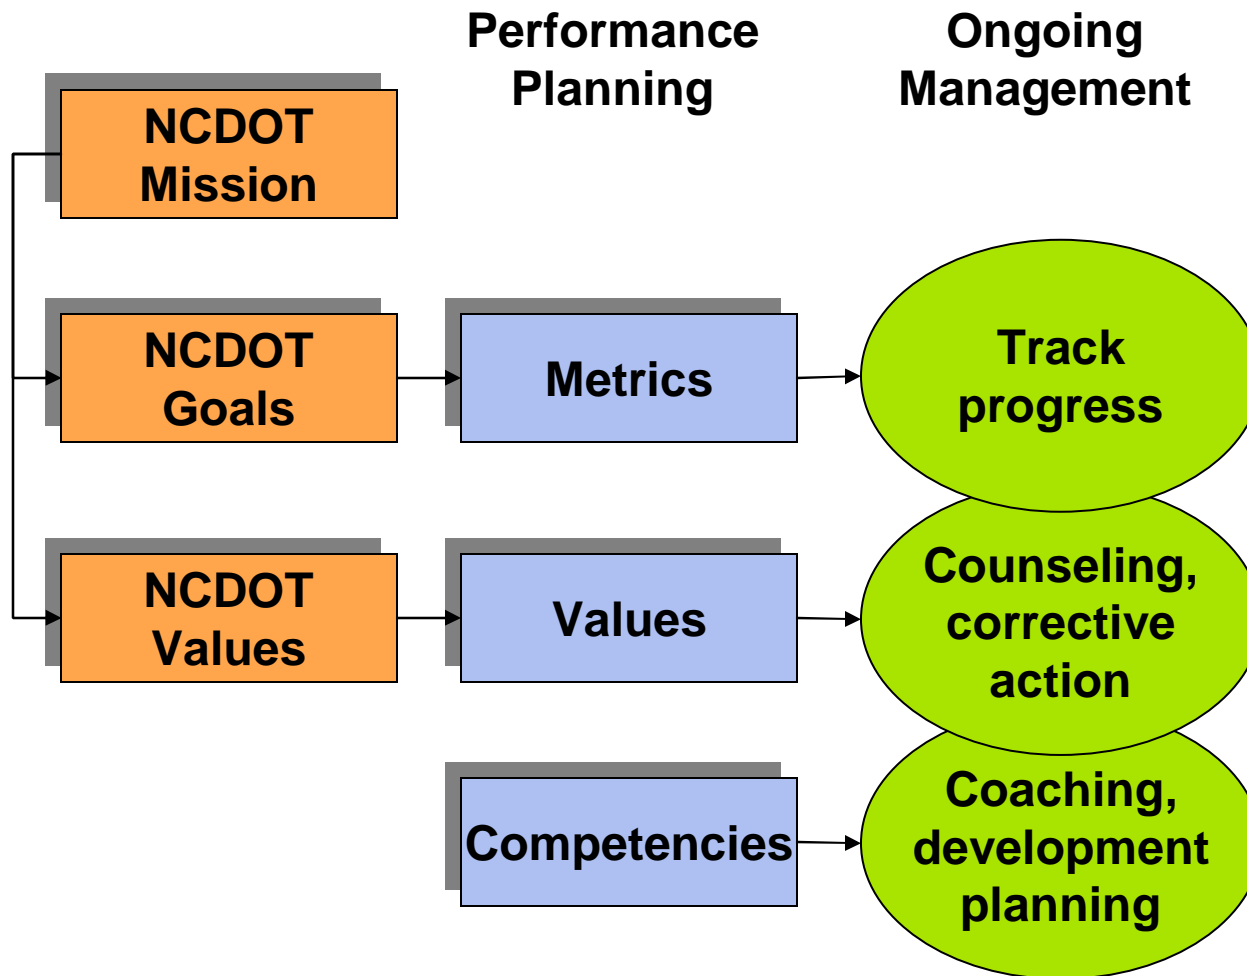 Performance
Planning
Ongoing
Management
NCDOT
Mission
NCDOT
Goals
Metrics
Track
progress
NCDOT
Values
Values
Counseling,
corrective
action
Competencies
Coaching,
development
planning